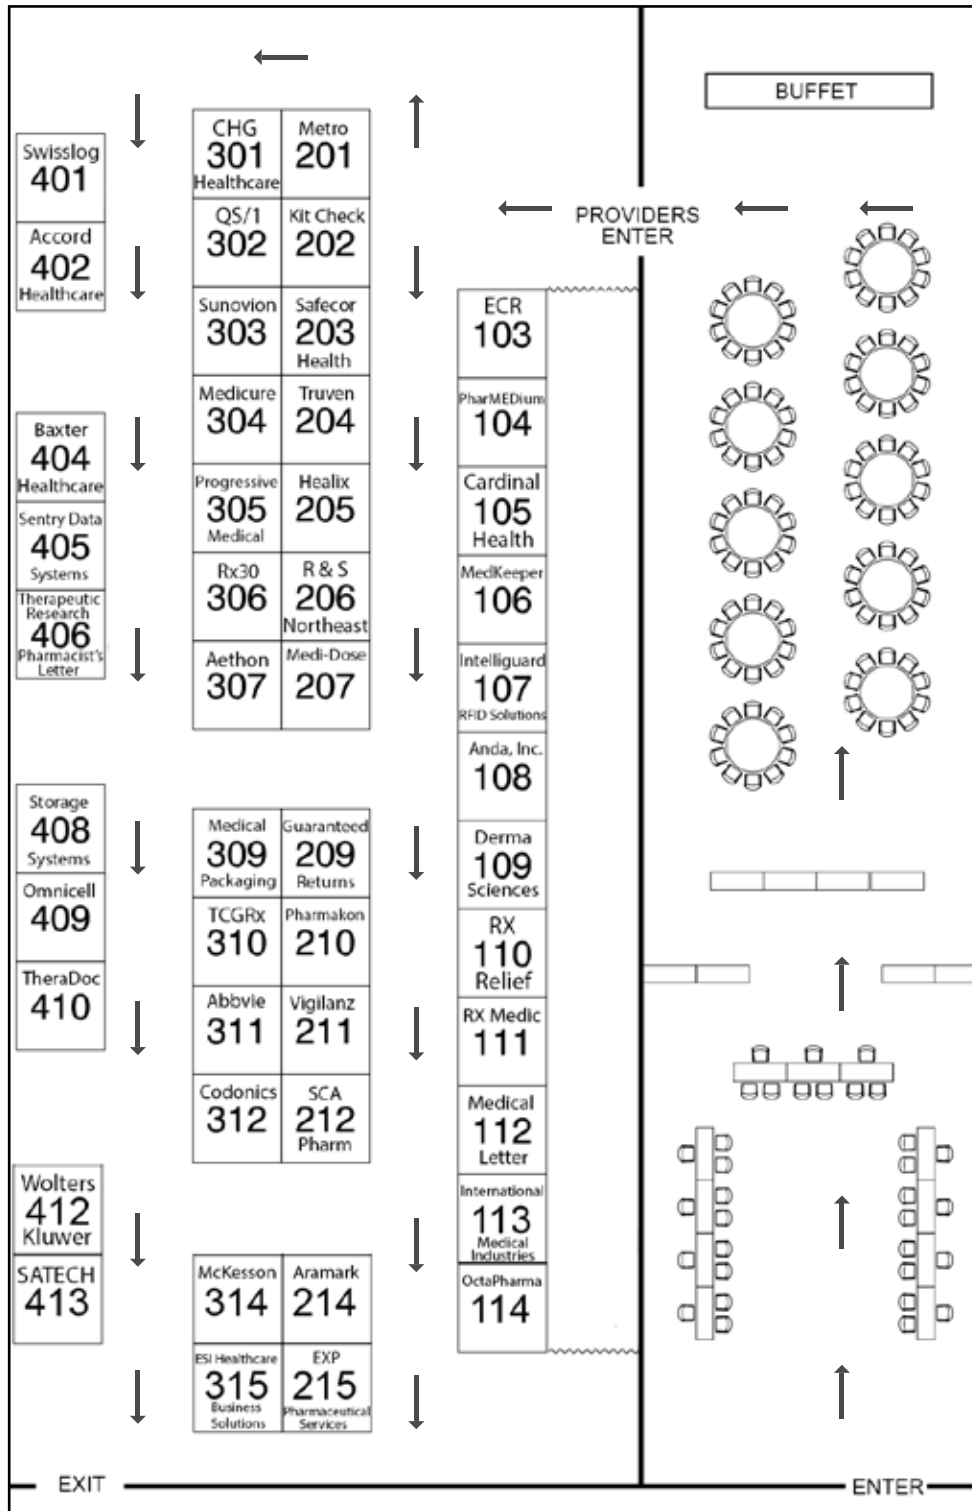 BUFFET
PROVIDERS
ENTER
Swisslog
401
Accord
402
Healthcare
Baxter
404
Healthcare
Sentry Data
405
Systems
Therapeutic
Research
406
Pharmacist's
Letter
Storage
408
Systems
Omnicell
409
TheraDoc
410
Wolters
412
Kluwer
SATECH
413
CHG
301
Healthcare
QS/1
302
Sunovion
303
Medicure
304
Progressive
305
Medical
Rx30
306
Aethon
307
Medical
309
Packaging
TCGRx
310
Abbvie
311
Codonics
312
McKesson
314
ESI Healthcare
315
Business
Solutions
Metro
201
Kit Check
202
Safecor
203
Health
Truven
204
Healix
205
R & S
206
Northeast
Medi-Dose
207
Guaranteed
209
Returns
Pharmakon
210
Vigilanz
211
SCA
212
Pharm
Aramark
214
EXP
215
Pharmaceutical
Services
ECR
103
PharMEDium
104
Cardinal
105
Health
MedKeeper
106
Intelliguard
107
RFID Solutions
Anda, Inc.
108
Derma
109
Sciences
RX
110
Relief
RX Medic
111
Medical
112
Letter
International
113
Medical
Industries
OctaPharma
114
EXIT
ENTER